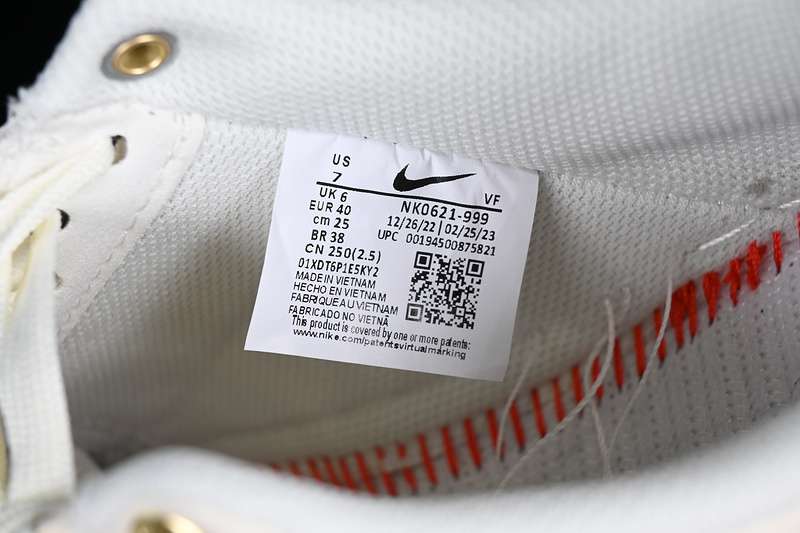 US
7
VF
UK 6
NK0621-999
EUR 40
12/26/22 | 02/25/23
cm 25
UPC 00194500875821
BR 38
CN 250(2.5)
01XDT6P1E5KY2
MADE IN VIETNAM
HECHO EN VIETNAM
FABRIQUE AU VIETNAM
FABRICADO NO VIETNÃ
This product is covered by one or more patents:
www.nike.com/patentsvirtualmarking